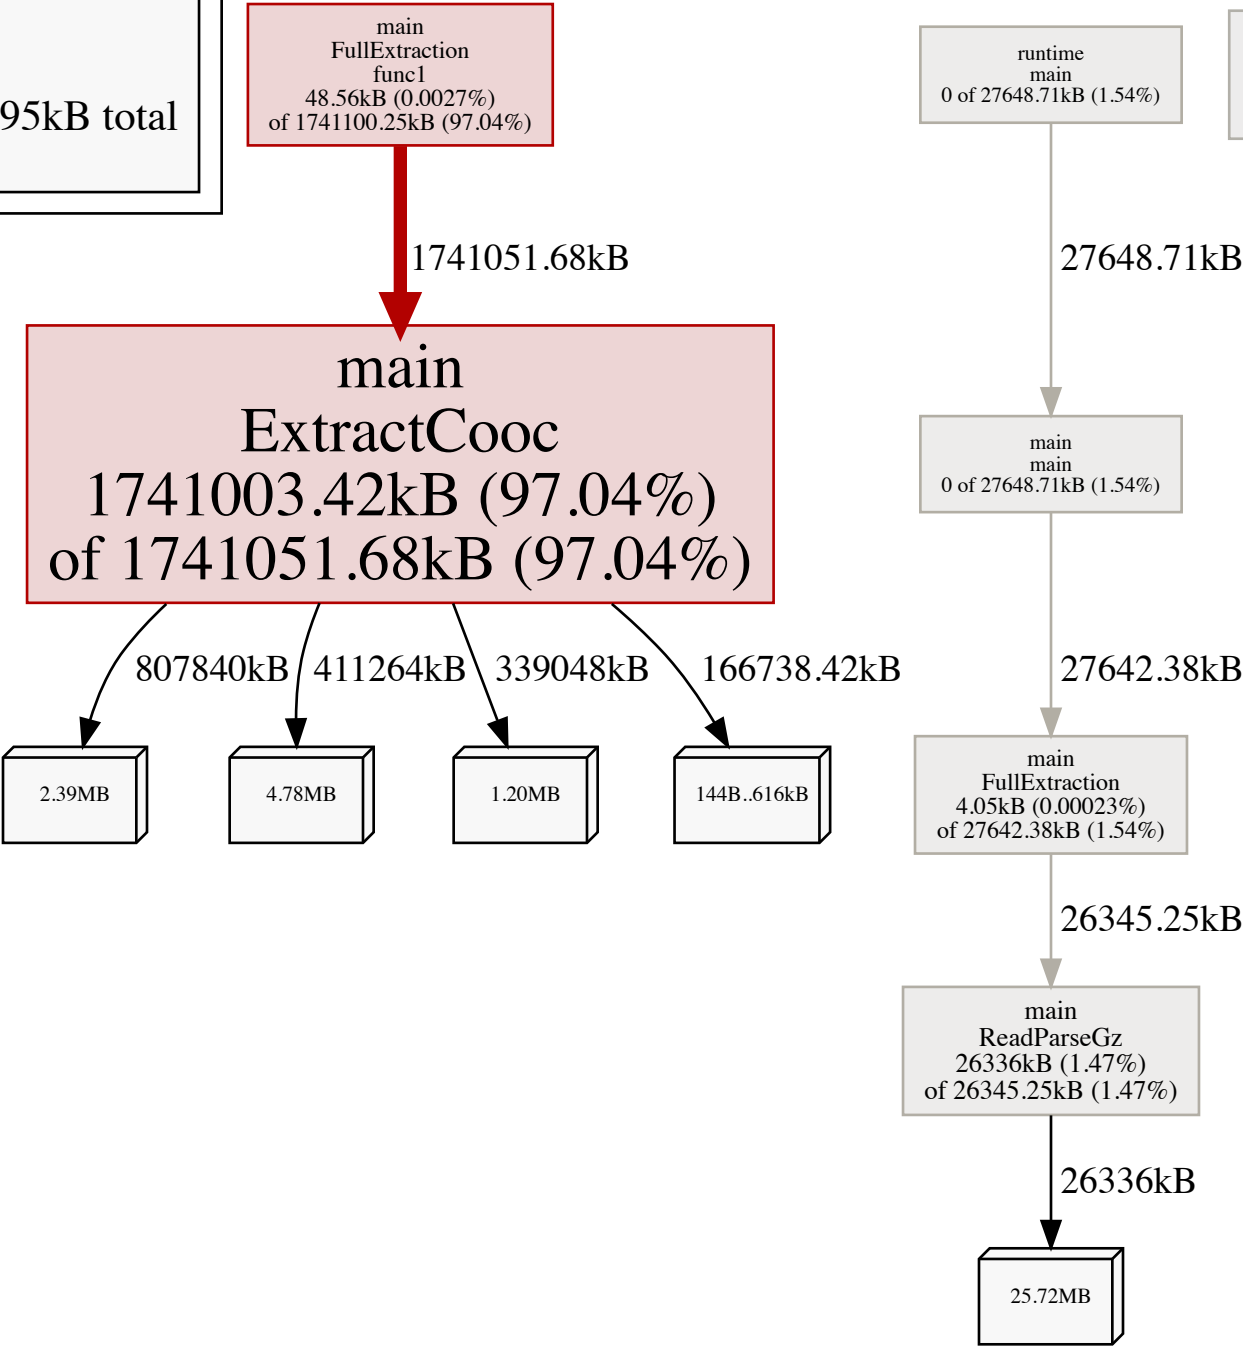 95kB total
main
FullExtraction
func1
48.56kB (0.0027%)
of 1741100.25kB (97.04%)
runtime
main
0 of 27648.71kB (1.54%)
1741051.68kB
27648.71kB
main
ExtractCooc
1741003.42kB (97.04%)
of 1741051.68kB (97.04%)
main
main
0 of 27648.71kB (1.54%)
807840kB
411264kB
339048kB
166738.42kB
27642.38kB
2.39MB
4.78MB
1.20MB
144B..616kB
main
FullExtraction
4.05kB (0.00023%)
of 27642.38kB (1.54%)
26345.25kB
main
ReadParseGz
26336kB (1.47%)
of 26345.25kB (1.47%)
26336kB
25.72MB